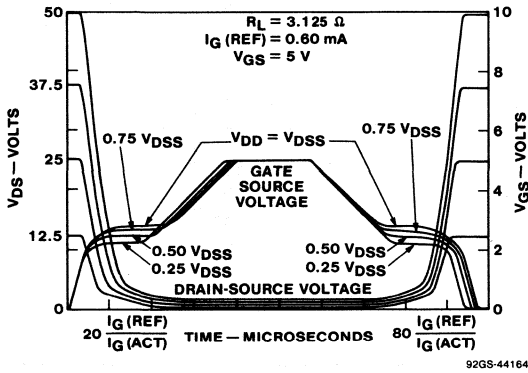 R_L = 3.125 Ω
I_G (REF) = 0.60 mA
V_GS = 5 V
50
37.5
25
12.5
0
V_DS — VOLTS
10
8
6
4
2
0
V_GS — VOLTS
0.75 V_DSS
V_DD = V_DSS
0.75 V_DSS
GATE
SOURCE
VOLTAGE
0.50 V_DSS
0.25 V_DSS
0.50 V_DSS
0.25 V_DSS
DRAIN-SOURCE VOLTAGE
20 I_G (REF) / I_G (ACT)
TIME — MICROSECONDS
80 I_G (REF) / I_G (ACT)
92GS-44164